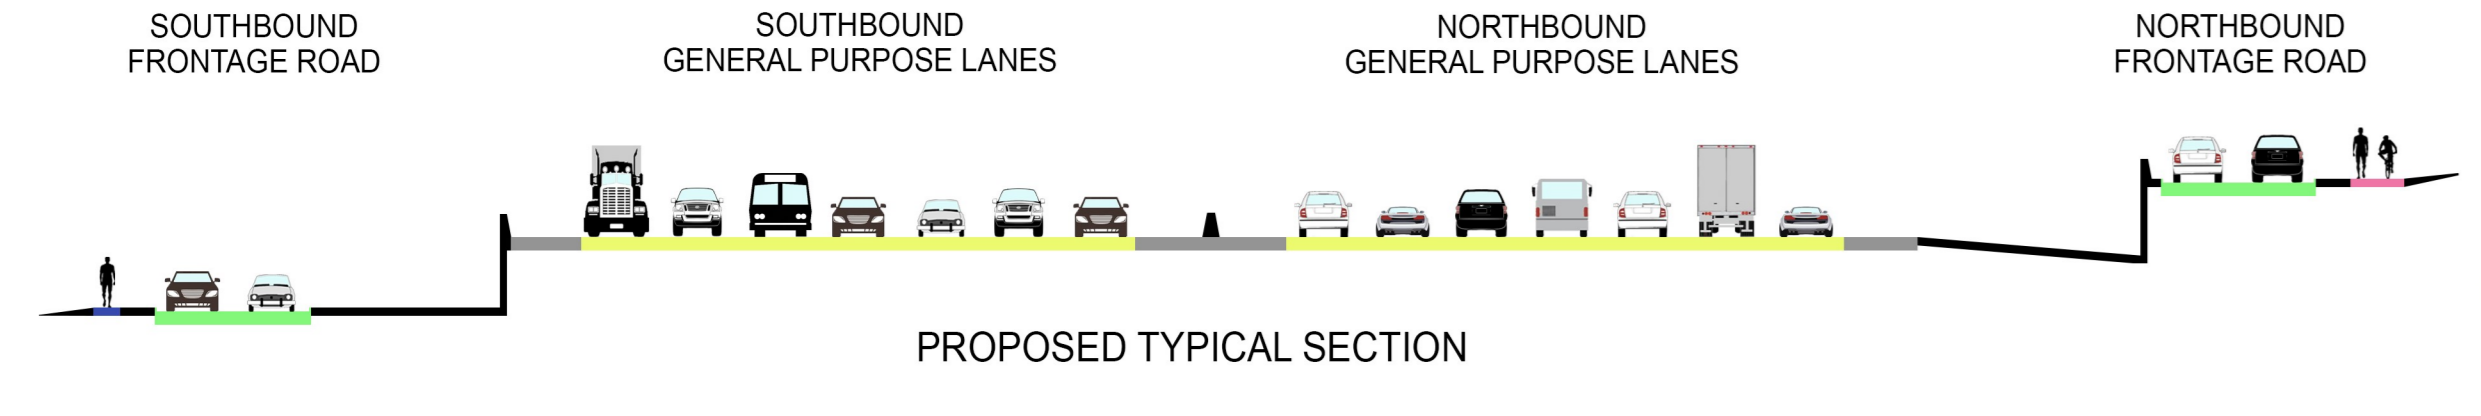 SOUTHBOUND
FRONTAGE ROAD
SOUTHBOUND
GENERAL PURPOSE LANES
NORTHBOUND
GENERAL PURPOSE LANES
NORTHBOUND
FRONTAGE ROAD
PROPOSED TYPICAL SECTION